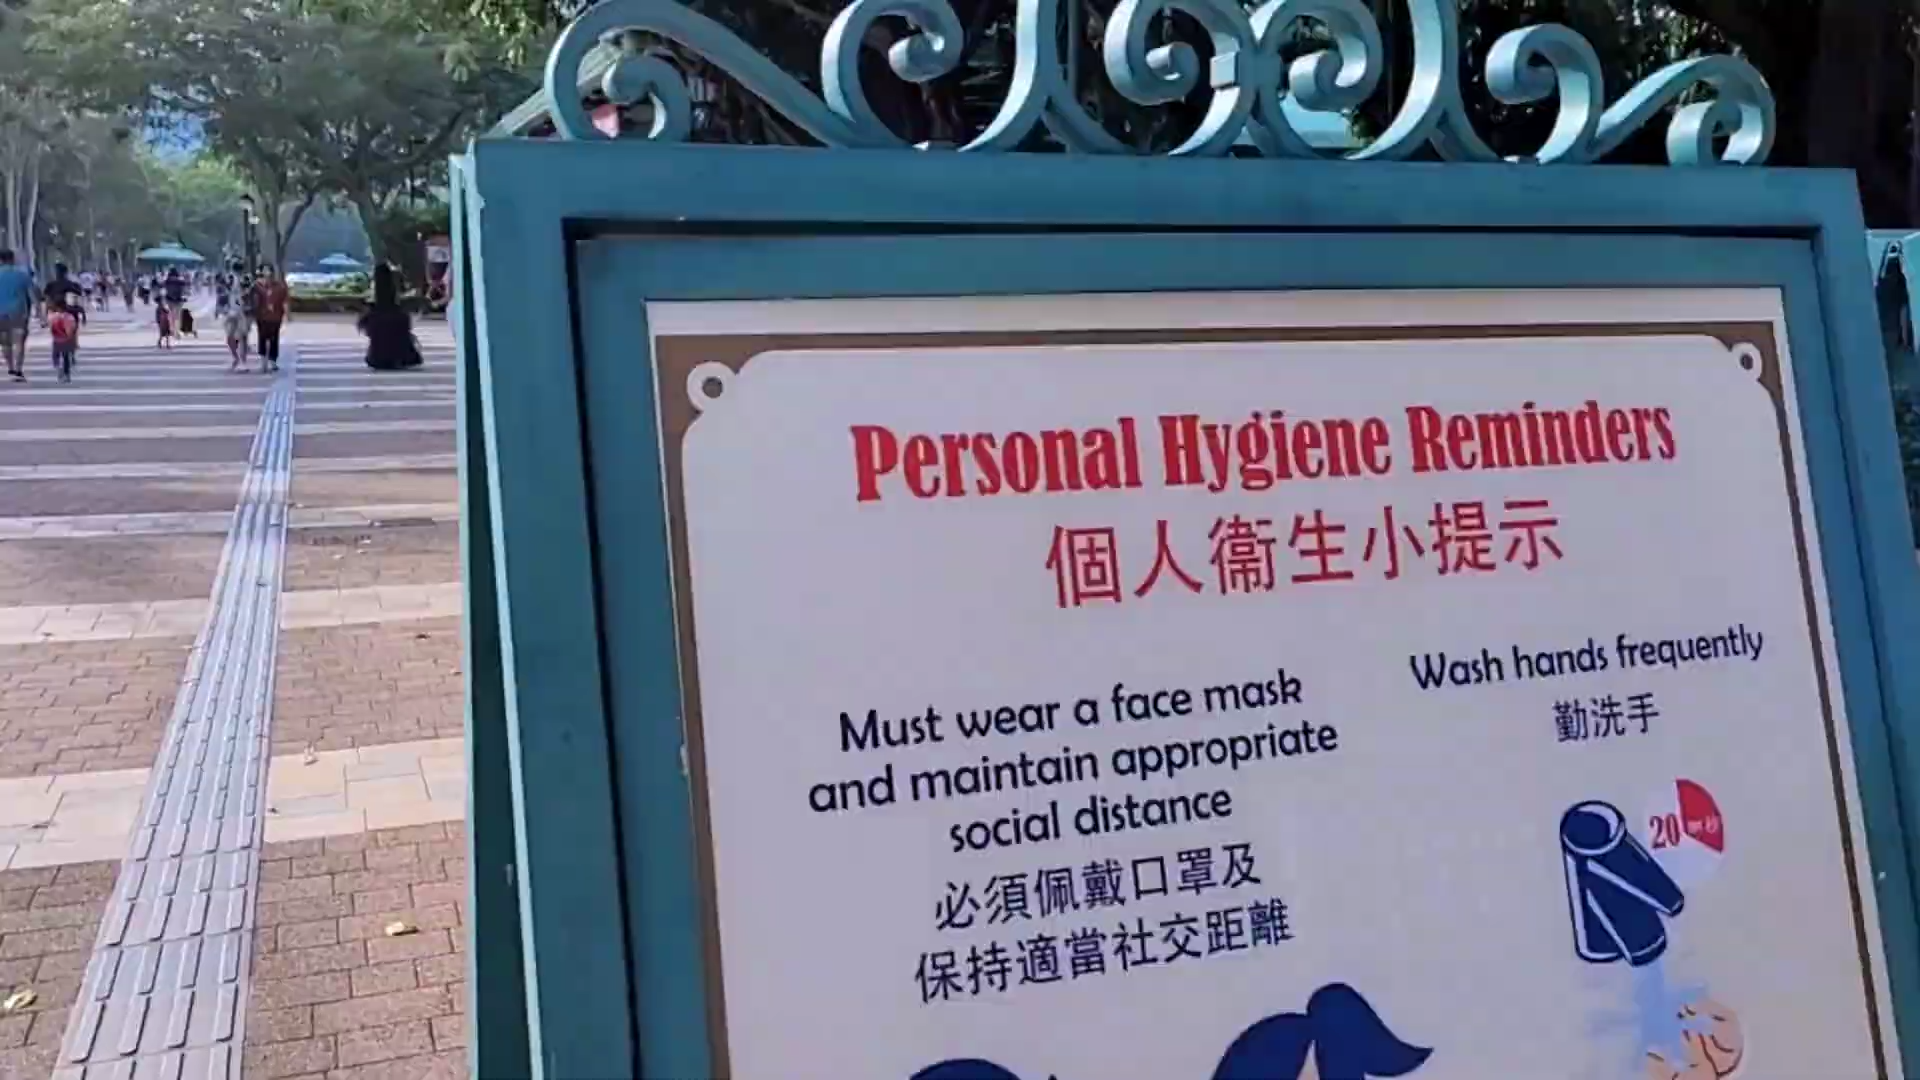 Personal Hygiene Reminders
個人衞生小提示
Must wear a face mask
and maintain appropriate
social distance
必須佩戴口罩及
保持適當社交距離
Wash hands frequently
勤洗手
20